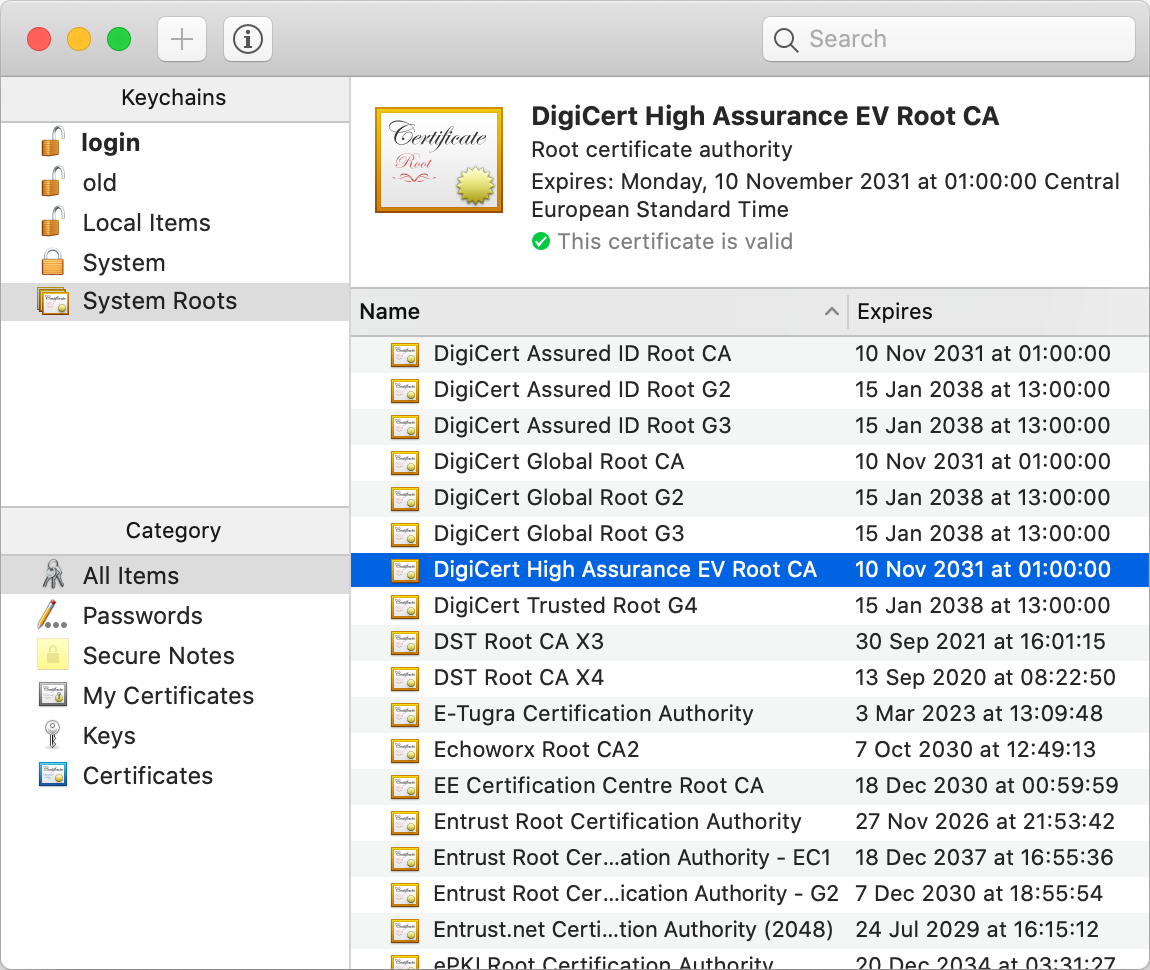 Search
Keychains
login
old
Local Items
System
System Roots
Category
All Items
Passwords
Secure Notes
My Certificates
Keys
Certificates
Certificate
Root
DigiCert High Assurance EV Root CA
Root certificate authority
Expires: Monday, 10 November 2031 at 01:00:00 Central
European Standard Time
This certificate is valid
Name Expires
DigiCert Assured ID Root CA 10 Nov 2031 at 01:00:00
DigiCert Assured ID Root G2 15 Jan 2038 at 13:00:00
DigiCert Assured ID Root G3 15 Jan 2038 at 13:00:00
DigiCert Global Root CA 10 Nov 2031 at 01:00:00
DigiCert Global Root G2 15 Jan 2038 at 13:00:00
DigiCert Global Root G3 15 Jan 2038 at 13:00:00
DigiCert High Assurance EV Root CA 10 Nov 2031 at 01:00:00
DigiCert Trusted Root G4 15 Jan 2038 at 13:00:00
DST Root CA X3 30 Sep 2021 at 16:01:15
DST Root CA X4 13 Sep 2020 at 08:22:50
E-Tugra Certification Authority 3 Mar 2023 at 13:09:48
Echoworx Root CA2 7 Oct 2030 at 12:49:13
EE Certification Centre Root CA 18 Dec 2030 at 00:59:59
Entrust Root Certification Authority 27 Nov 2026 at 21:53:42
Entrust Root Cer...ation Authority - EC1 18 Dec 2037 at 16:55:36
Entrust Root Cer...ication Authority - G2 7 Dec 2030 at 18:55:54
Entrust.net Certi...tion Authority (2048) 24 Jul 2029 at 16:15:12
ePKI Root Certification Authority 20 Dec 2034 at 03:31:27